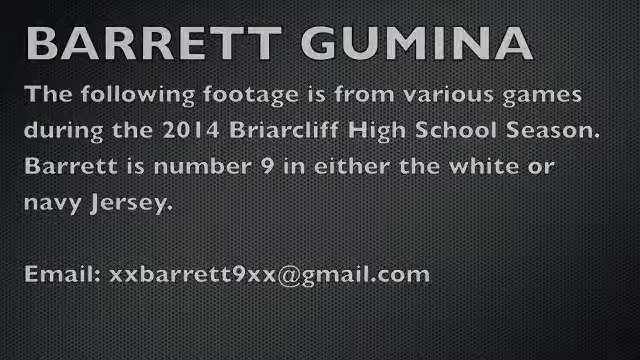 BARRETT GUMINA
The following footage is from various games
during the 2014 Briarcliff High School Season.
Barrett is number 9 in either the white or
navy Jersey.
Email: xxbarrett9xx@gmail.com